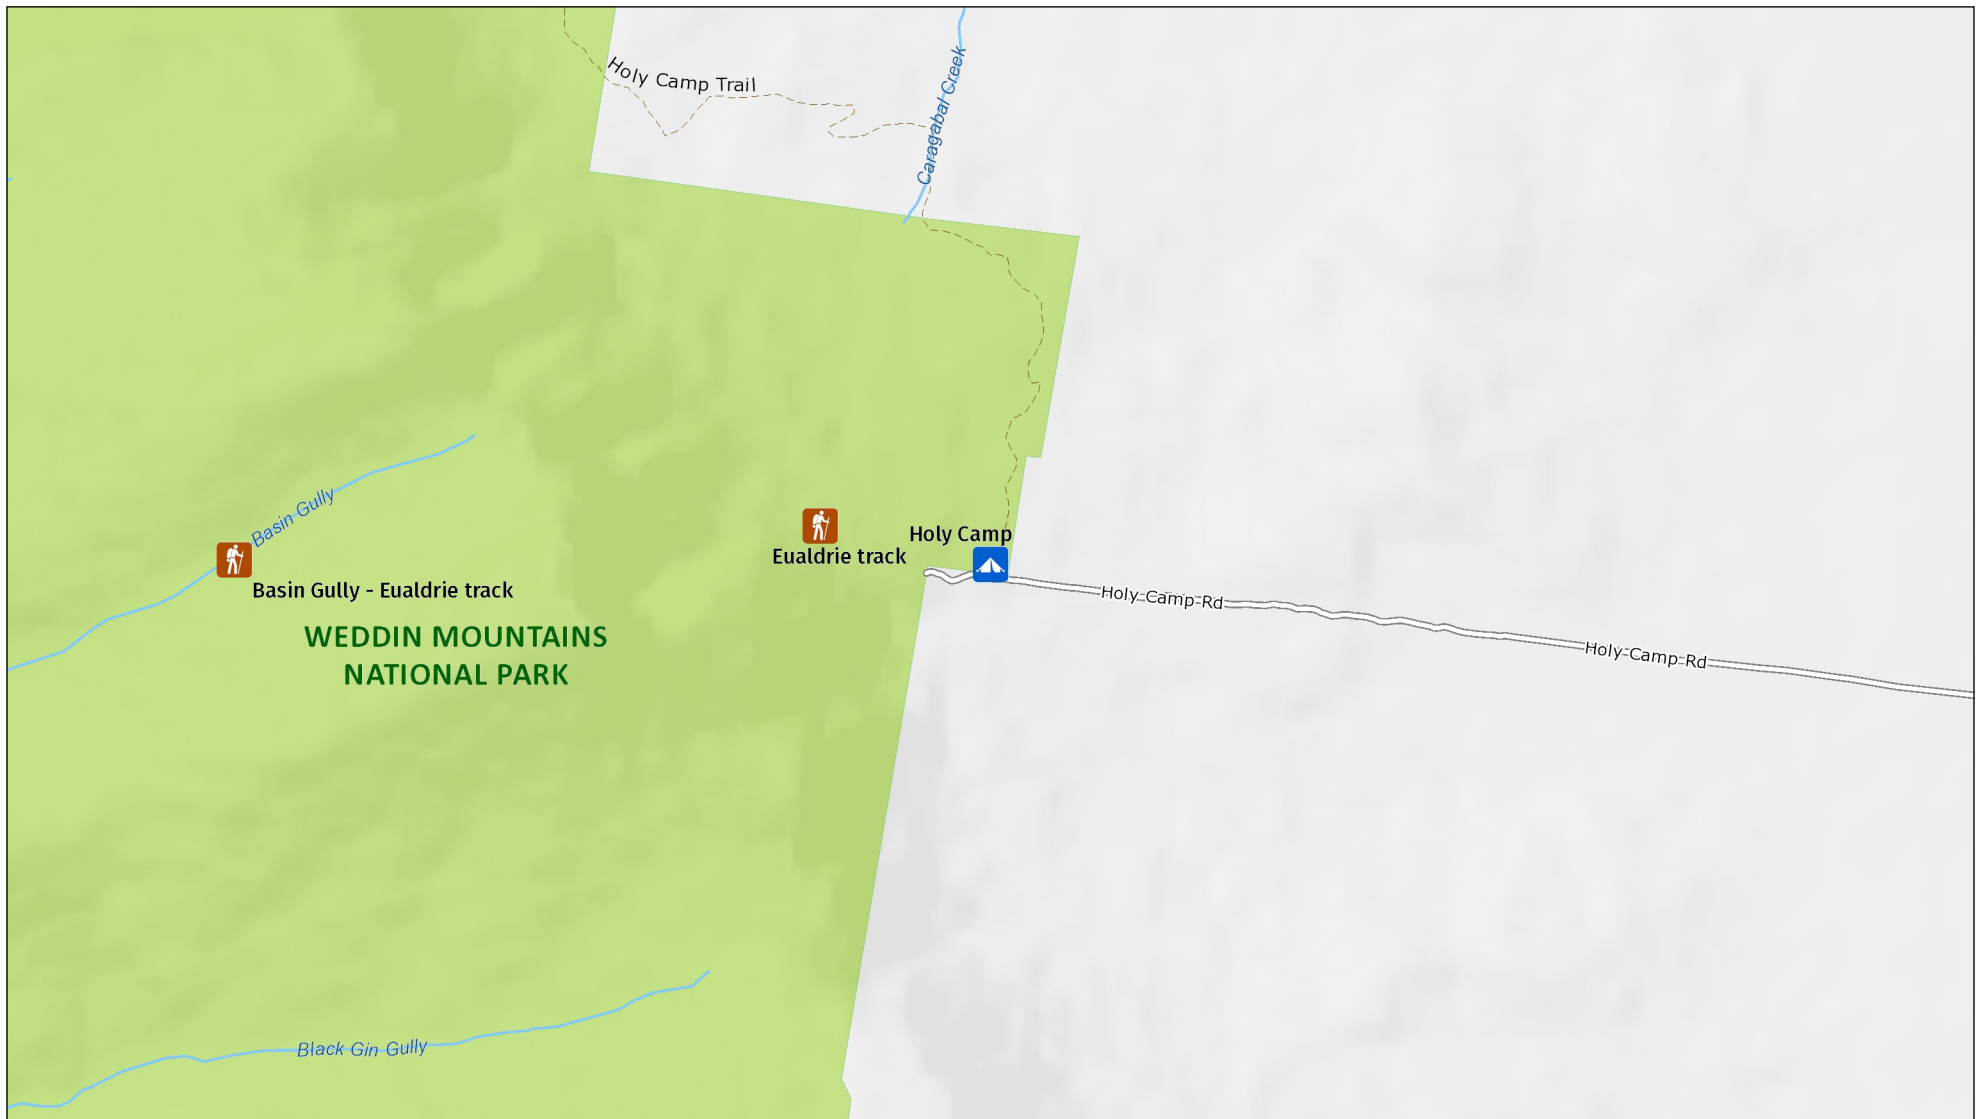 Holy Camp Trail
Caragabal Creek
Basin Gully
Holy Camp
Eualdrie track
Basin Gully - Eualdrie track
Holy Camp Rd
Holy Camp Rd
WEDDIN MOUNTAINS
NATIONAL PARK
Black Gin Gully